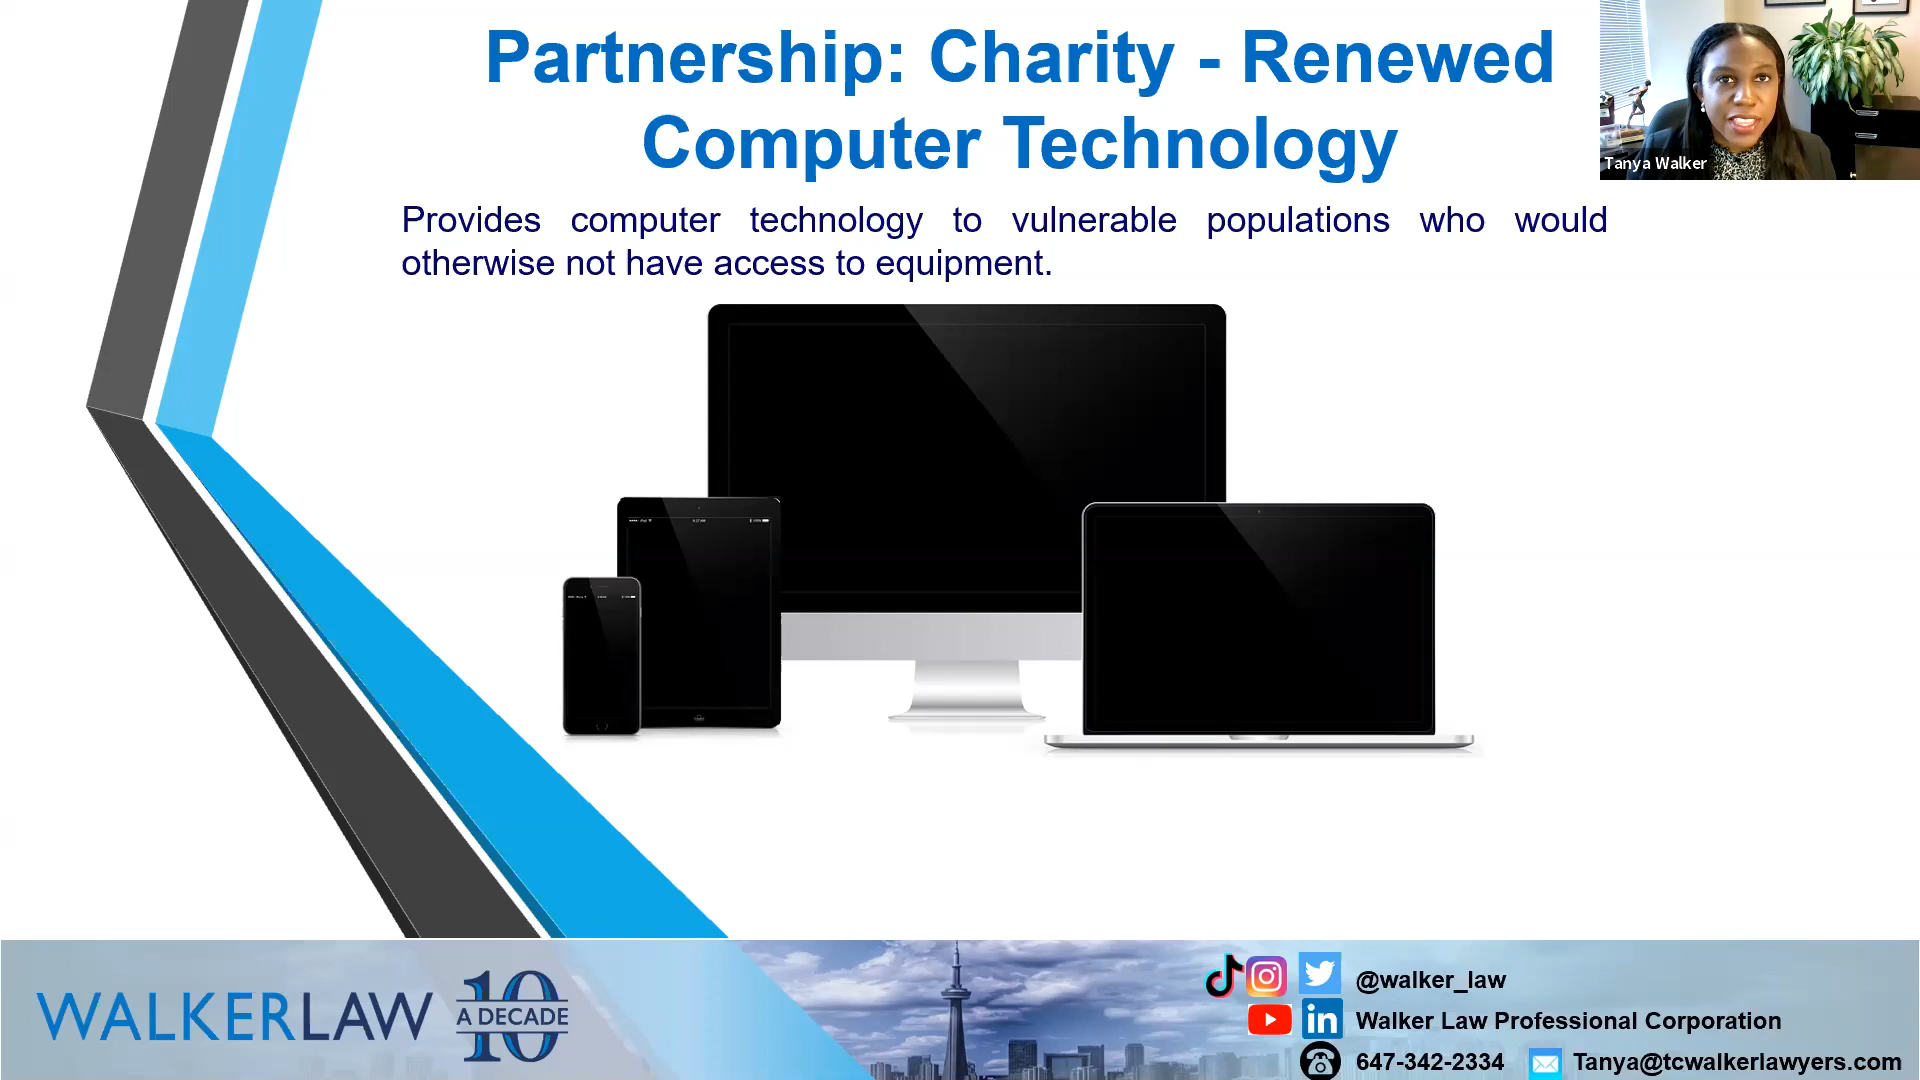 Partnership: Charity - Renewed
Computer Technology
Tanya Walker
Provides computer technology to vulnerable populations who would
otherwise not have access to equipment.
WALKERLAW
10
A DECADE
@walker_law
Walker Law Professional Corporation
647-342-2334
Tanya@tcwalkerlawyers.com